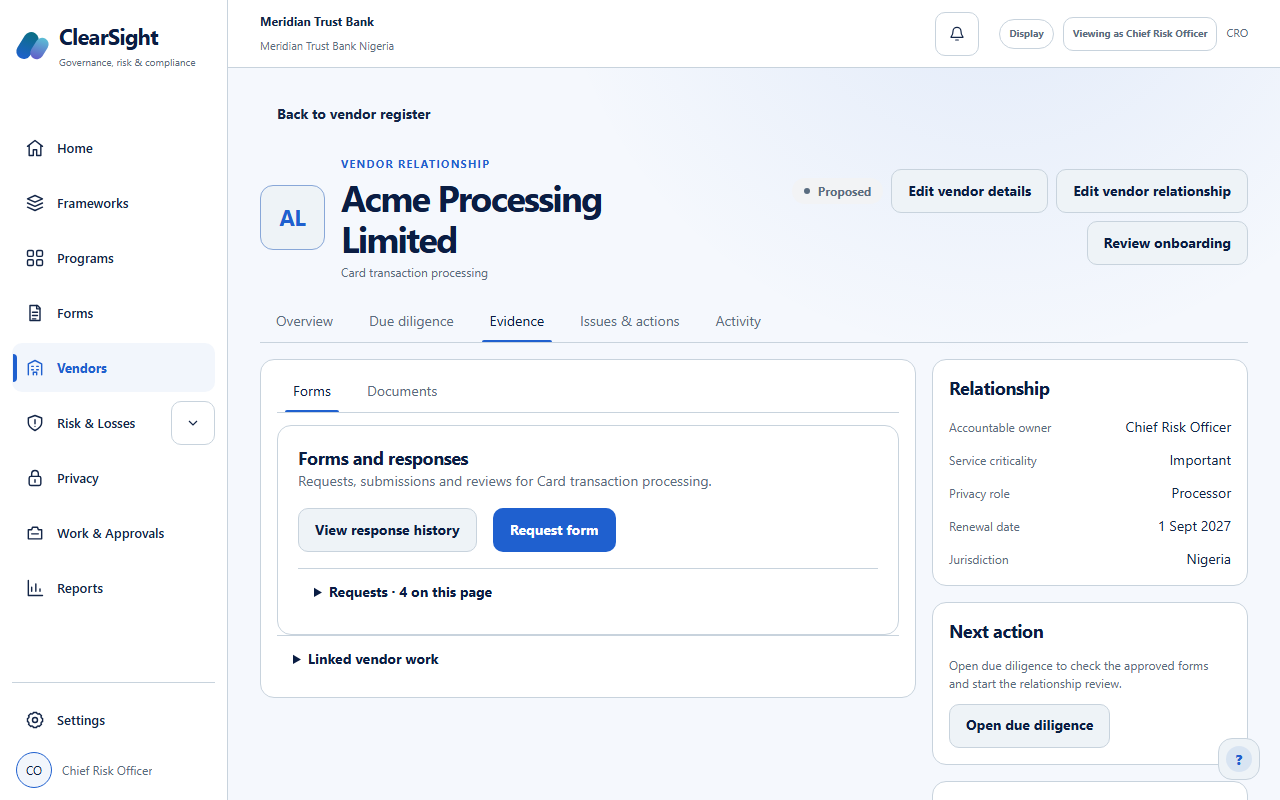 ClearSight
Governance, risk & compliance
Home
Frameworks
Programs
Forms
Vendors
Risk & Losses
Privacy
Work & Approvals
Reports
Settings
CO
Chief Risk Officer
Meridian Trust Bank
Meridian Trust Bank Nigeria
Display
Viewing as Chief Risk Officer
CRO
Back to vendor register
AL
VENDOR RELATIONSHIP
Acme Processing
Limited
Card transaction processing
Proposed
Edit vendor details
Edit vendor relationship
Review onboarding
Overview
Due diligence
Evidence
Issues & actions
Activity
Forms
Documents
Forms and responses
Requests, submissions and reviews for Card transaction processing.
View response history
Request form
Requests · 4 on this page
Linked vendor work
Relationship
Accountable owner
Chief Risk Officer
Service criticality
Important
Privacy role
Processor
Renewal date
1 Sept 2027
Jurisdiction
Nigeria
Next action
Open due diligence to check the approved forms
and start the relationship review.
Open due diligence
?